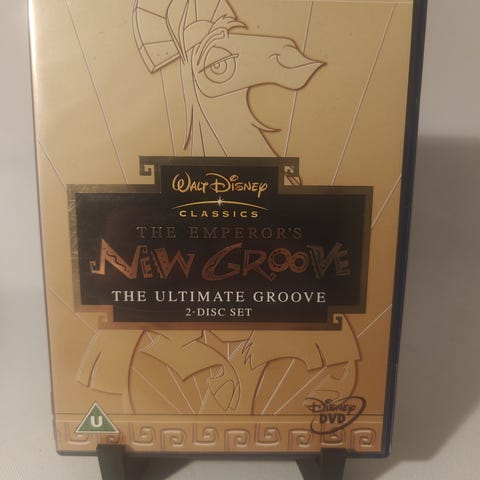 WALT DISNEY
CLASSICS
THE EMPEROR'S
NEW GROOVE
THE ULTIMATE GROOVE
2-DISC SET
U
DISNEY
DVD